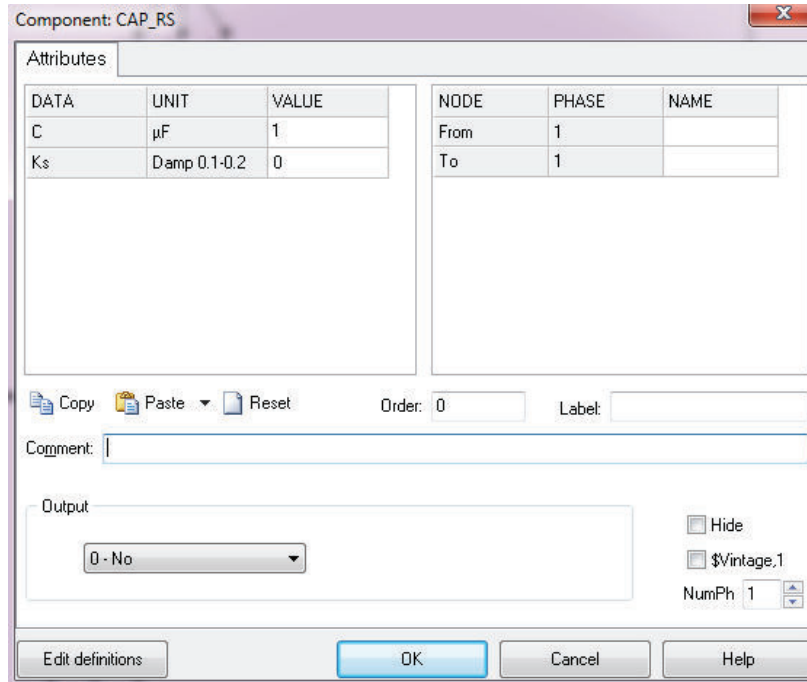 Component: CAP_RS
x
Attributes
DATA UNIT VALUE
C µF 1
Ks Damp 0.1-0.2 0
NODE PHASE NAME
From 1
To 1
Copy Paste Reset Order: 0 Label:
Comment:
Output
0 - No
Hide
$Vintage,1
NumPh 1
Edit definitions OK Cancel Help